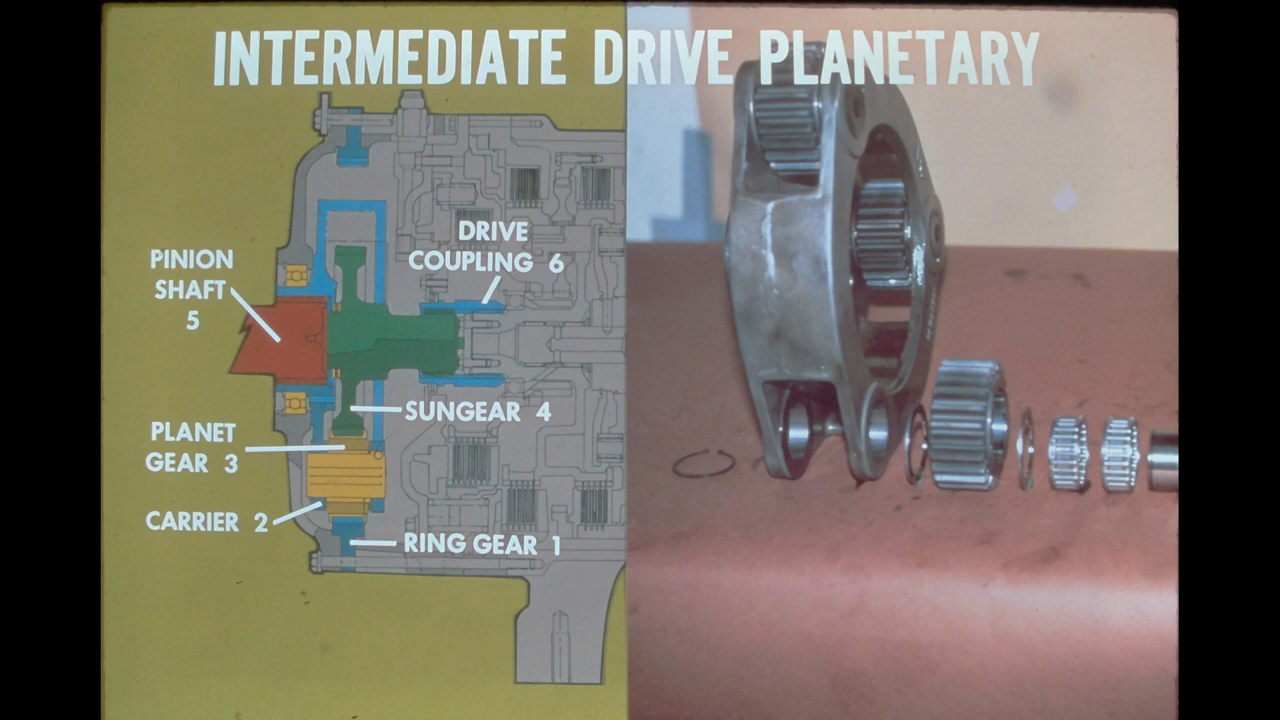 INTERMEDIATE DRIVE PLANETARY
PINION
SHAFT
5
DRIVE
COUPLING 6
SUNGEAR 4
PLANET
GEAR 3
CARRIER 2
RING GEAR 1